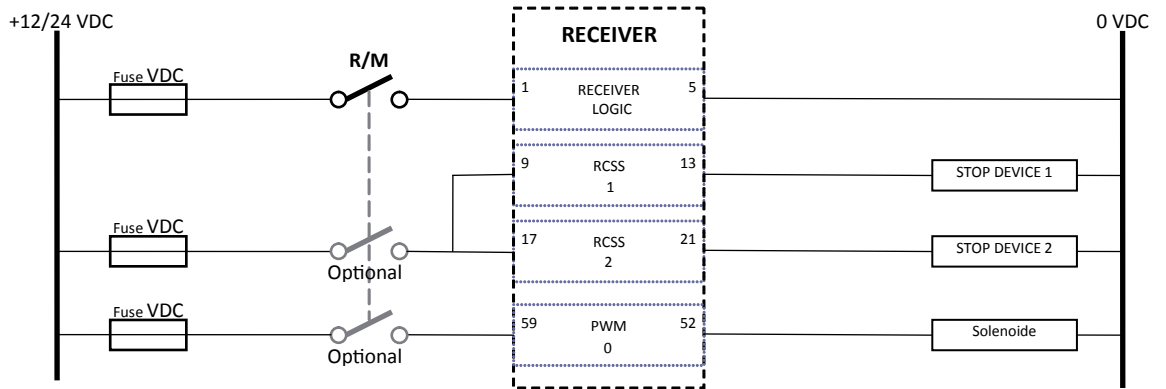 +12/24 VDC
0 VDC
RECEIVER
R/M
Fuse VDC
1
RECEIVER
LOGIC
5
9
RCSS
1
13
STOP DEVICE 1
Fuse VDC
Optional
17
RCSS
2
21
STOP DEVICE 2
Fuse VDC
Optional
59
PWM
0
52
Solenoide